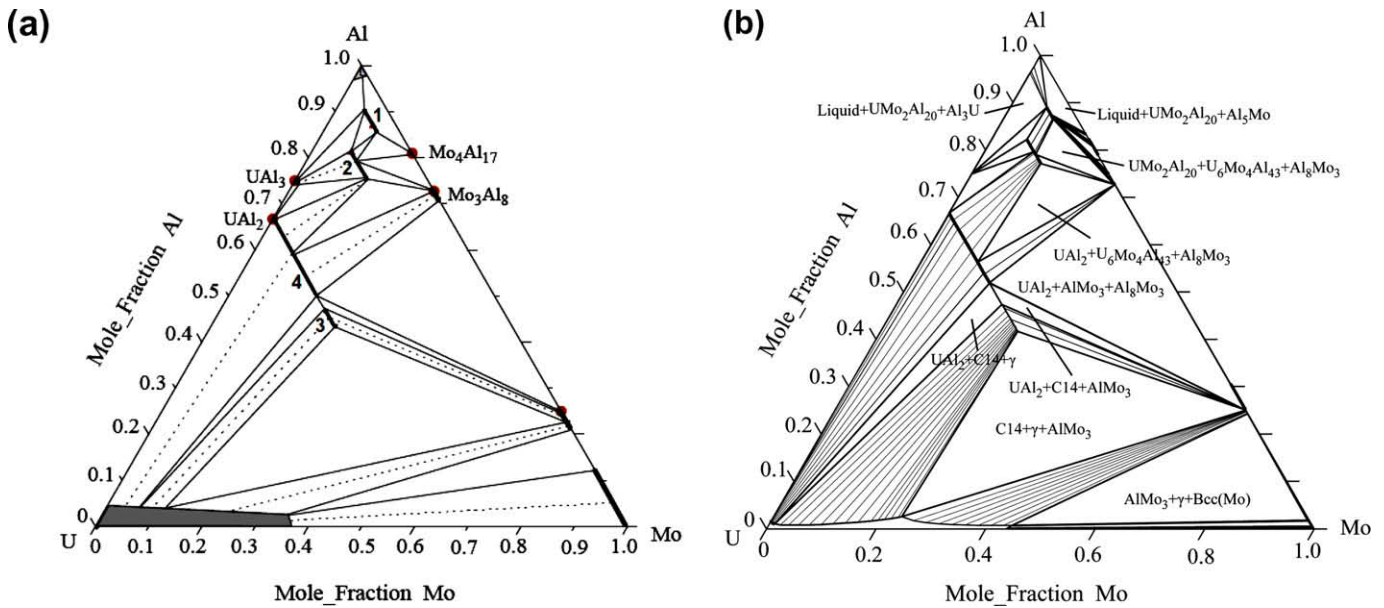 (a)
Al
1.0
0.9
0.8
0.7
0.6
0.5
0.4
0.3
0.2
0.1
0
1
2
4
3
UAl3
UAl2
Mo4Al17
Mo3Al8
Mole_Fraction Al
U
0 0.1 0.2 0.3 0.4 0.5 0.6 0.7 0.8 0.9 1.0
Mo
Mole_Fraction Mo
(b)
Al
1.0
0.9
0.8
0.7
0.6
0.5
0.4
0.3
0.2
0.1
0
Liquid+UMo2Al20+Al3U
Liquid+UMo2Al20+Al5Mo
UMo2Al20+U6Mo4Al43+Al8Mo3
UAl2+U6Mo4Al43+Al8Mo3
UAl2+AlMo3+Al8Mo3
UAl2+C14+γ
UAl2+C14+AlMo3
C14+γ+AlMo3
AlMo3+γ+Bcc(Mo)
Mole_Fraction Al
U
0 0.2 0.4 0.6 0.8 1.0
Mo
Mole_Fraction Mo